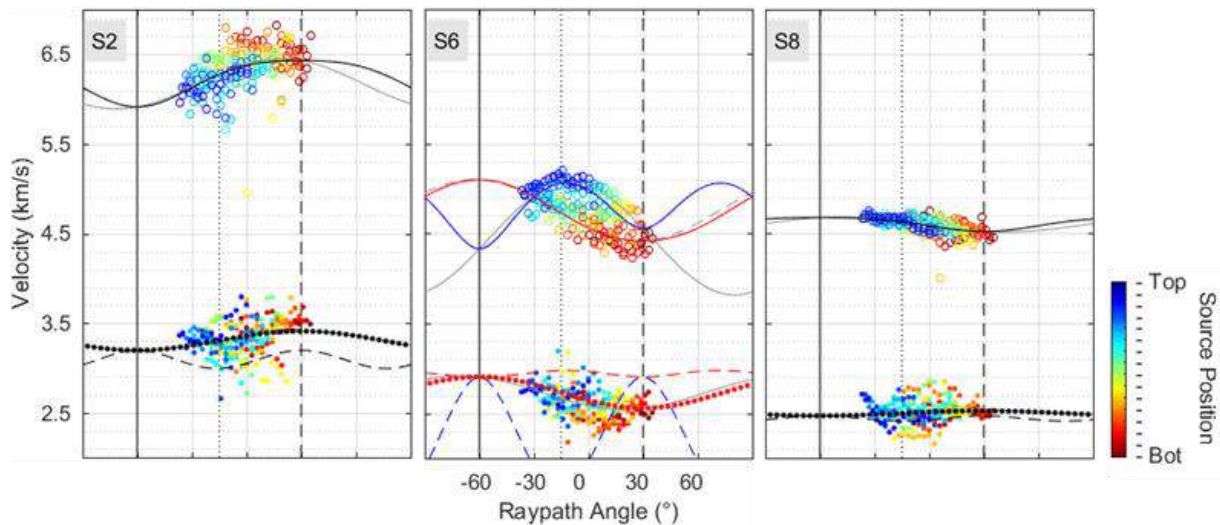 S2
S6
S8
6.5
5.5
4.5
3.5
2.5
Velocity (km/s)
-60 -30 0 30 60
Raypath Angle (°)
Top
Bot
Source Position